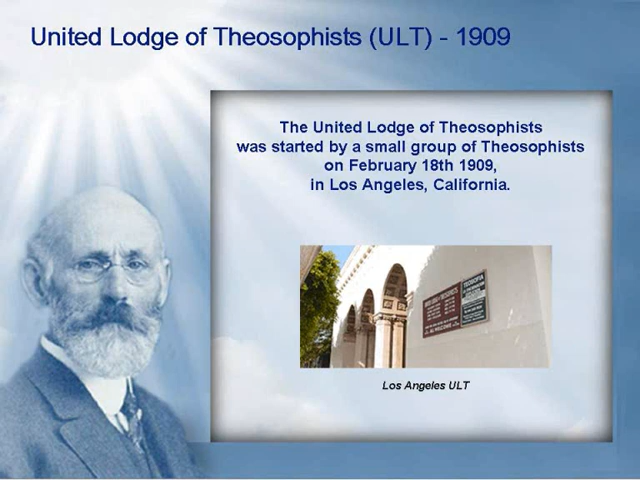 United Lodge of Theosophists (ULT) - 1909
The United Lodge of Theosophists
was started by a small group of Theosophists
on February 18th 1909,
in Los Angeles, California.
Los Angeles ULT